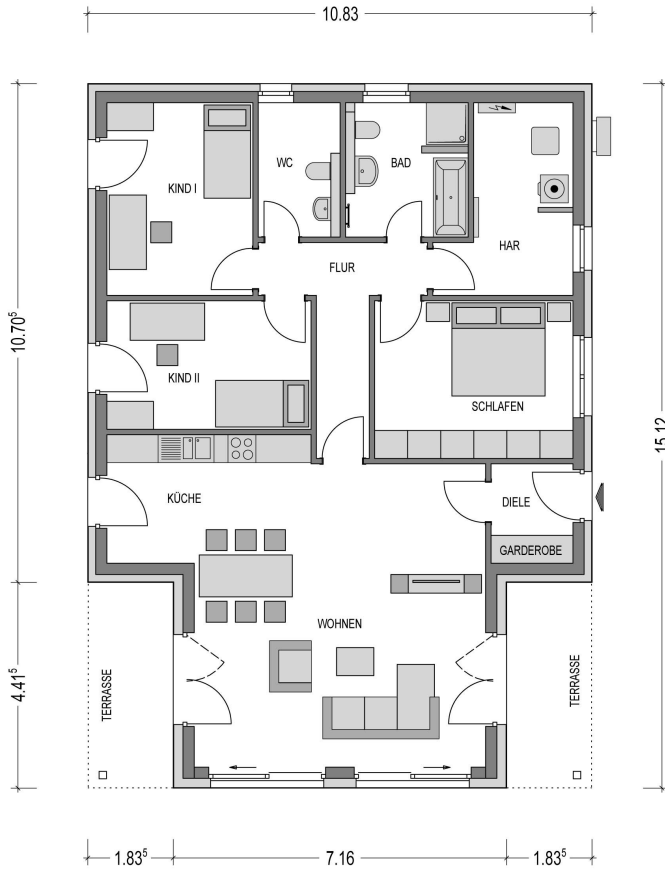 10.83
WC
BAD
KIND I
HAR
FLUR
10.70⁵
KIND II
SCHLAFEN
15.12
KÜCHE
DIELE
GARDEROBE
WOHNEN
4.41⁵
TERRASSE
TERRASSE
1.83⁵
7.16
1.83⁵